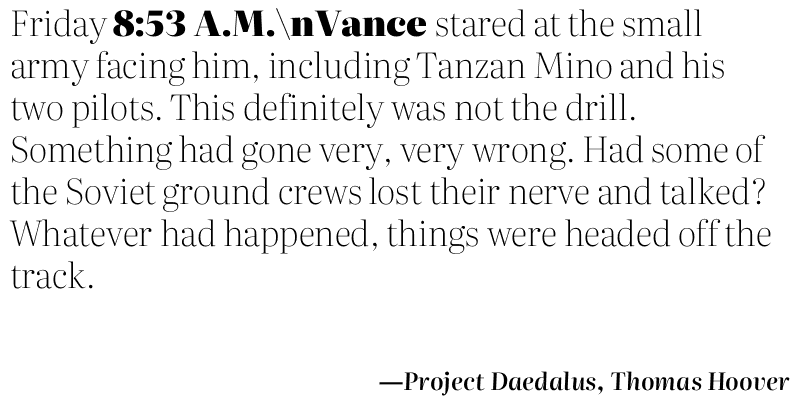 Friday 8:53 A.M.\nVance stared at the small
army facing him, including Tanzan Mino and his
two pilots. This definitely was not the drill.
Something had gone very, very wrong. Had some of
the Soviet ground crews lost their nerve and talked?
Whatever had happened, things were headed off the
track.
—Project Daedalus, Thomas Hoover